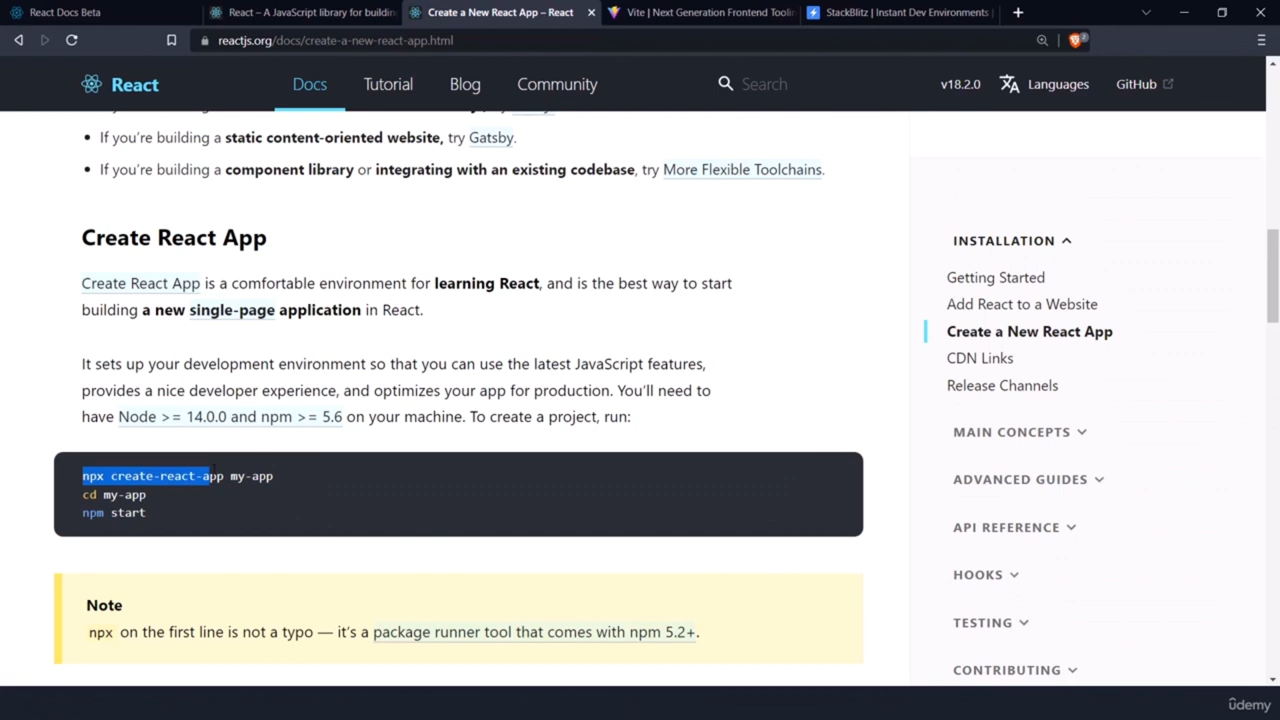 React Docs Beta
React – A JavaScript library for buildin
Create a New React App – React
Vite | Next Generation Frontend Toolin
StackBlitz | Instant Dev Environments |
reactjs.org/docs/create-a-new-react-app.html
2
React
Docs
Tutorial
Blog
Community
Search
v18.2.0
Languages
GitHub
If you're building a static content-oriented website, try Gatsby.
If you're building a component library or integrating with an existing codebase, try More Flexible Toolchains.
Create React App
Create React App is a comfortable environment for learning React, and is the best way to start
building a new single-page application in React.
It sets up your development environment so that you can use the latest JavaScript features,
provides a nice developer experience, and optimizes your app for production. You'll need to
have Node >= 14.0.0 and npm >= 5.6 on your machine. To create a project, run:
npx create-react-app my-app
cd my-app
npm start
Note
npx on the first line is not a typo — it's a package runner tool that comes with npm 5.2+.
INSTALLATION
Getting Started
Add React to a Website
Create a New React App
CDN Links
Release Channels
MAIN CONCEPTS
ADVANCED GUIDES
API REFERENCE
HOOKS
TESTING
CONTRIBUTING
ûdemy